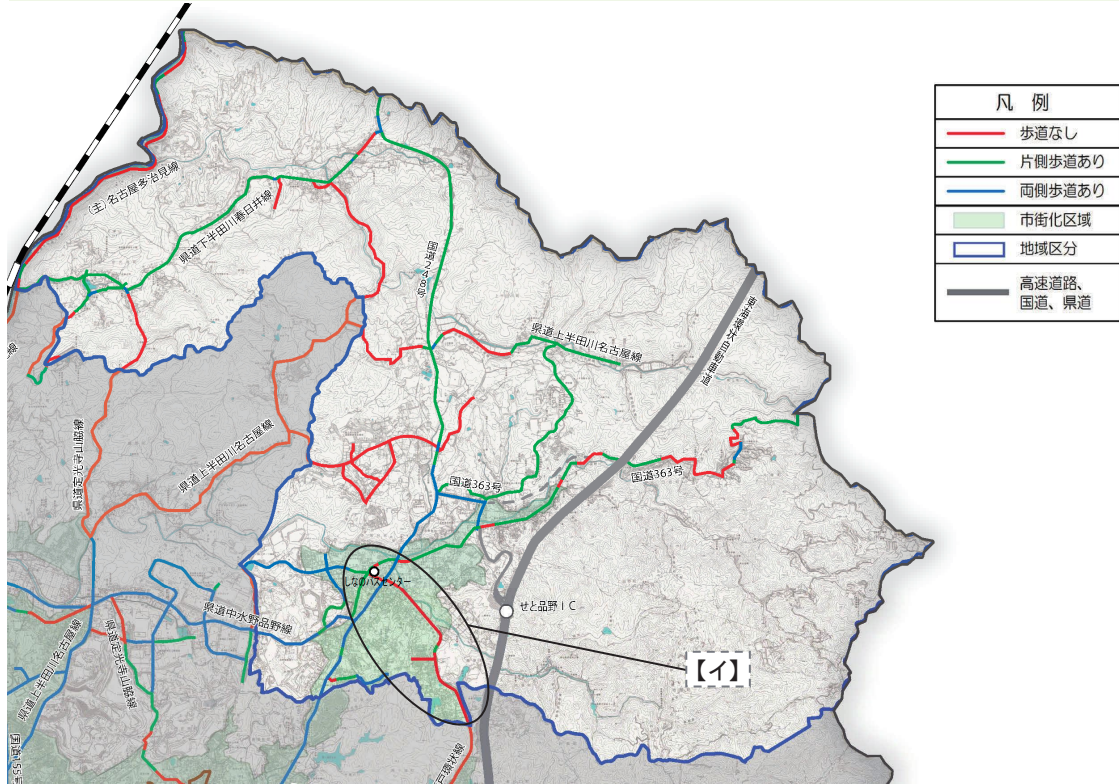 凡 例
歩道なし
片側歩道あり
両側歩道あり
市街化区域
地域区分
高速道路、
国道、県道
(主)名古屋多治見線
県道下半田川春日井線
国道248号
県道上半田川名古屋線
東海環状自動車道
県道定光寺山脇線
県道上半田川名古屋線
国道363号
国道363号
しなのバスセンター
せと品野IC
県道中水野品野線
【イ】
県道上半田川名古屋線
県道定光寺山脇線
国道155号
戸環状線